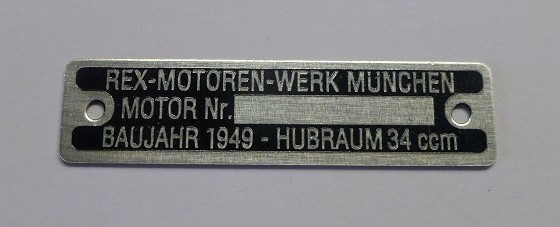 REX-MOTOREN-WERK MÜNCHEN
MOTOR Nr.
BAUJAHR 1949 - HUBRAUM 34 ccm